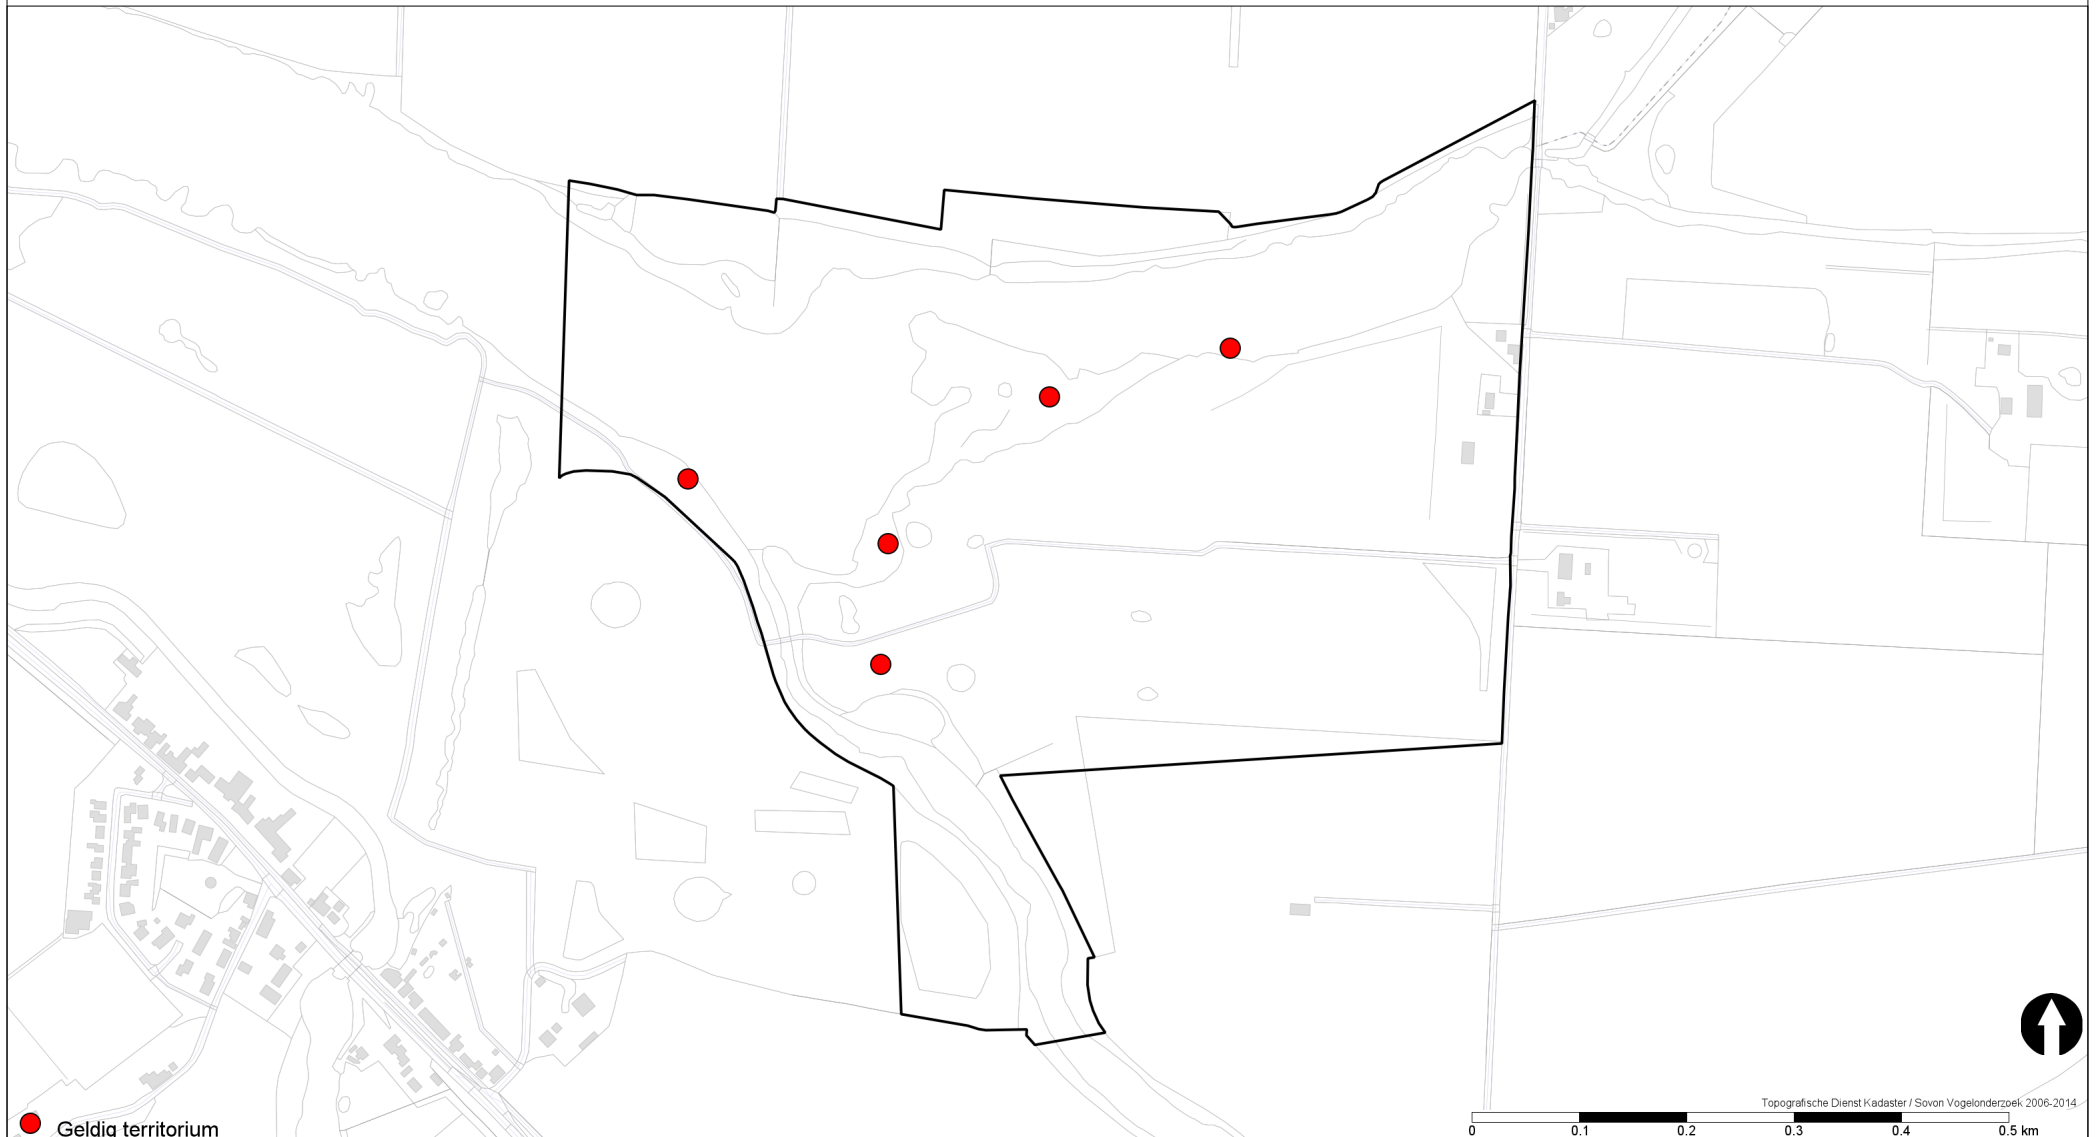 Topografische Dienst Kadaster / Sovon Vogelonderzoek 2006-2014
0 0.1 0.2 0.3 0.4 0.5 km
Geldig territorium